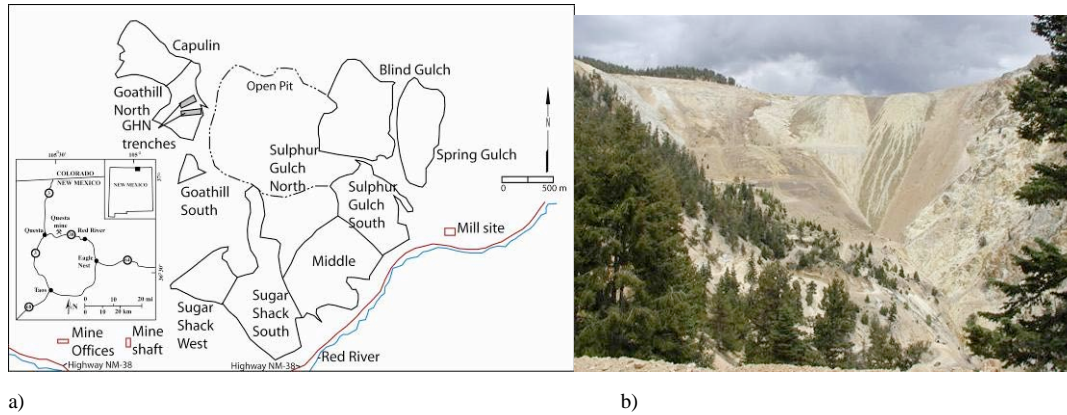 Capulin
Blind Gulch
Goathill
North
Open Pit
GHN
trenches
N
Spring Gulch
Sulphur
Gulch
North
0 500 m
Goathill
South
Sulphur
Gulch
South
Mill site
Middle
Sugar
Shack
West
Sugar
Shack
South
COLORADO
NEW MEXICO
NEW MEXICO
Questa
mine
Questa
Red River
Eagle
Nest
Taos
N
0 10 20 mi
0 10 20 km
Mine
Offices
Mine
shaft
Red River
Highway NM-38
Highway NM-38
a)
b)